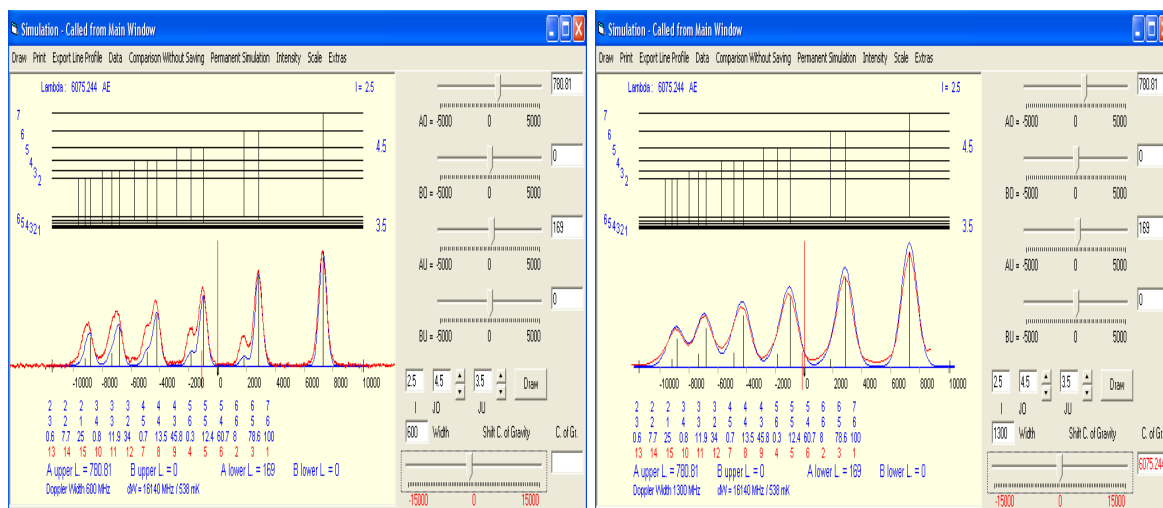 Simulation - Called from Main Window
Draw Print Export Line Profile Data Comparison Without Saving Permanent Simulation Intensity Scale Extras
Lambda : 6075.244 AE I = 2.5
7
6
5
4
3
2
4.5
6 5 4 3 2 1
3.5
-10000 -8000 -6000 -4000 -2000 0 2000 4000 6000 8000 10000
2 2 2 3 3 3 4 4 4 5 5 5 6 6 7
3 2 1 4 3 2 5 4 3 6 5 4 6 5 6
0.6 7.7 25 0.8 11.9 34 0.7 13.5 45.8 0.3 12.4 60.7 8 78.6 100
13 14 15 10 11 12 7 8 9 4 5 6 2 3 1
A upper L. = 780.81 B upper L. = 0 A lower L. = 169 B lower L. = 0
Doppler Width 600 MHz dW = 16140 MHz / 538 mK
780.81
AO = -5000 0 5000
0
BO = -5000 0 5000
169
AU = -5000 0 5000
0
BU = -5000 0 5000
2.5 4.5 3.5 Draw
I JO JU
600 Width Shift C. of Gravity C. of Gr.
-15000 0 15000
Simulation - Called from Main Window
Draw Print Export Line Profile Data Comparison Without Saving Permanent Simulation Intensity Scale Extras
Lambda : 6075.244 AE I = 2.5
7
6
5
4
3
2
4.5
6 5 4 3 2 1
3.5
-10000 -8000 -6000 -4000 -2000 0 2000 4000 6000 8000 10000
2 2 2 3 3 3 4 4 4 5 5 5 6 6 7
3 2 1 4 3 2 5 4 3 6 5 4 6 5 6
0.6 7.7 25 0.8 11.9 34 0.7 13.5 45.8 0.3 12.4 60.7 8 78.6 100
13 14 15 10 11 12 7 8 9 4 5 6 2 3 1
A upper L. = 780.81 B upper L. = 0 A lower L. = 169 B lower L. = 0
Doppler Width 1300 MHz dW = 16140 MHz / 538 mK
780.81
AO = -5000 0 5000
0
BO = -5000 0 5000
169
AU = -5000 0 5000
0
BU = -5000 0 5000
2.5 4.5 3.5 Draw
I JO JU
1300 Width Shift C. of Gravity C. of Gr.
6075.244
-15000 0 15000